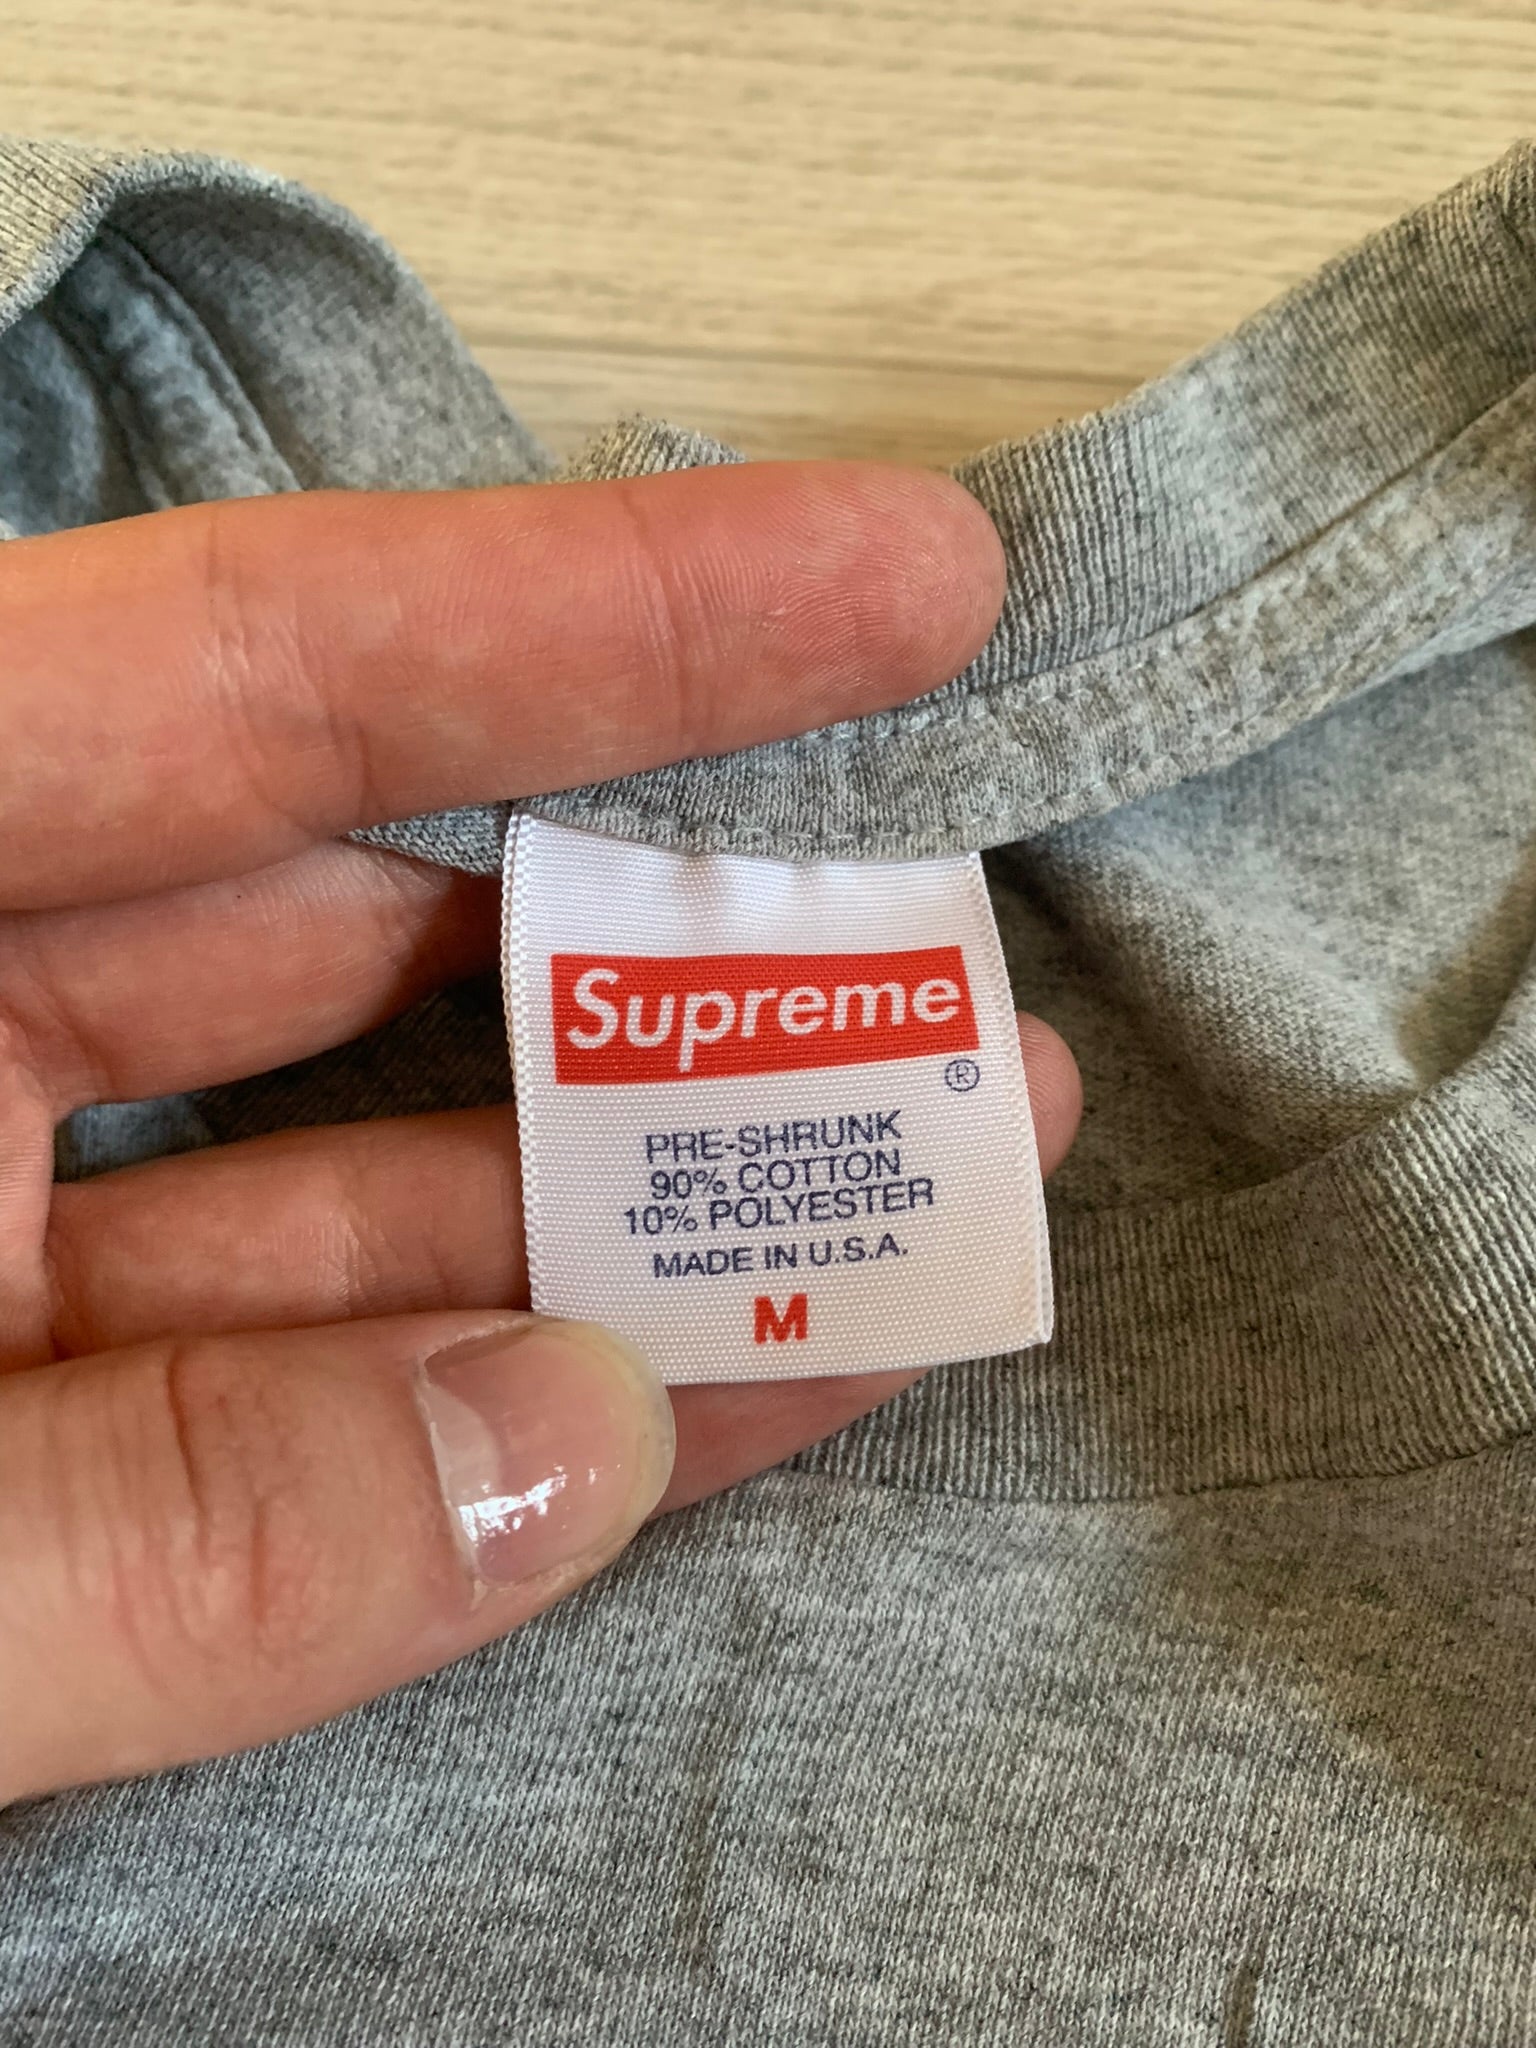 Supreme
®
PRE-SHRUNK
90% COTTON
10% POLYESTER
MADE IN U.S.A.
M